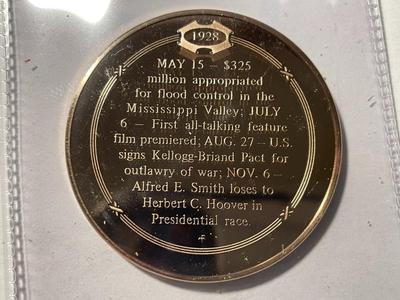 1928
MAY 15 – $325
million appropriated
for flood control in the
Mississippi Valley; JULY
6 – First all-talking feature
film premiered; AUG. 27 – U.S.
signs Kellogg-Briand Pact for
outlawry of war; NOV. 6 –
Alfred E. Smith loses to
Herbert C. Hoover in
Presidential race.